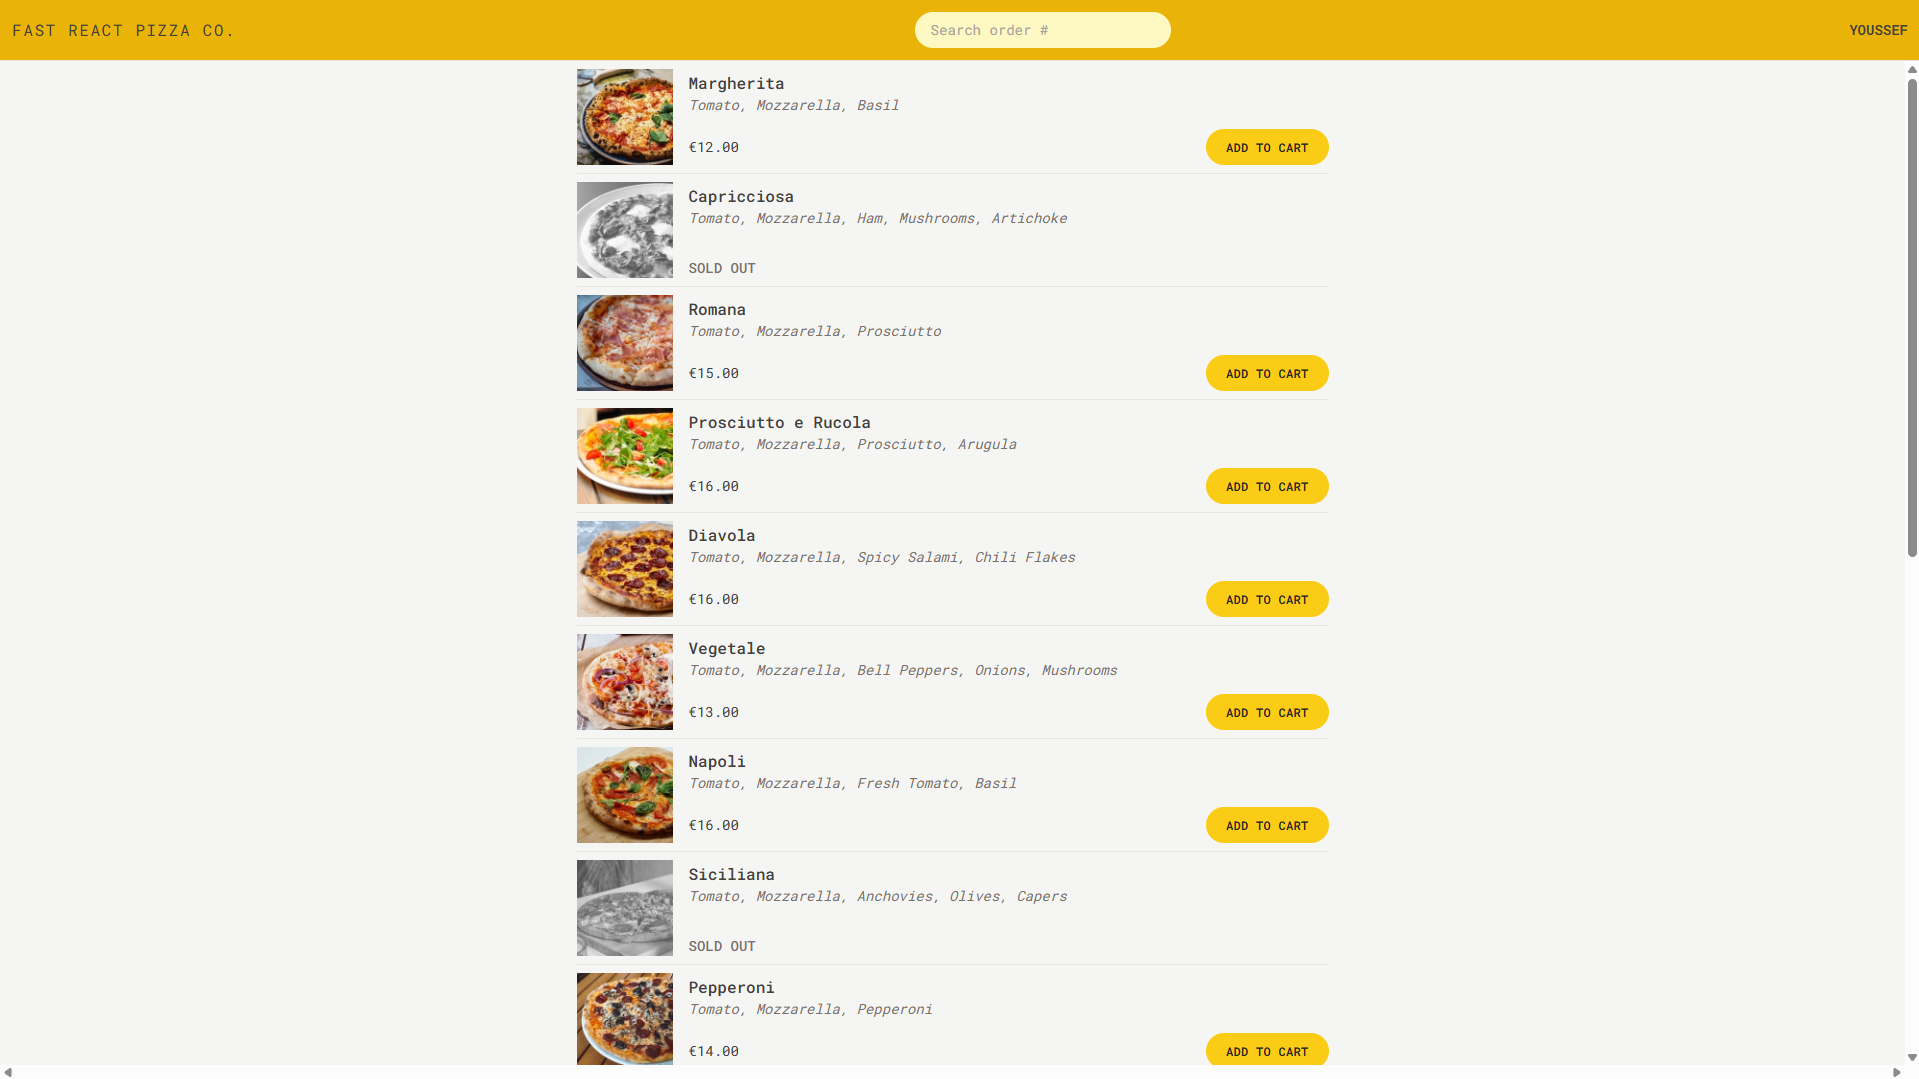 FAST REACT PIZZA CO.
Search order #
YOUSSEF
Margherita
Tomato, Mozzarella, Basil
€12.00
ADD TO CART
Capricciosa
Tomato, Mozzarella, Ham, Mushrooms, Artichoke
SOLD OUT
Romana
Tomato, Mozzarella, Prosciutto
€15.00
ADD TO CART
Prosciutto e Rucola
Tomato, Mozzarella, Prosciutto, Arugula
€16.00
ADD TO CART
Diavola
Tomato, Mozzarella, Spicy Salami, Chili Flakes
€16.00
ADD TO CART
Vegetale
Tomato, Mozzarella, Bell Peppers, Onions, Mushrooms
€13.00
ADD TO CART
Napoli
Tomato, Mozzarella, Fresh Tomato, Basil
€16.00
ADD TO CART
Siciliana
Tomato, Mozzarella, Anchovies, Olives, Capers
SOLD OUT
Pepperoni
Tomato, Mozzarella, Pepperoni
€14.00
ADD TO CART